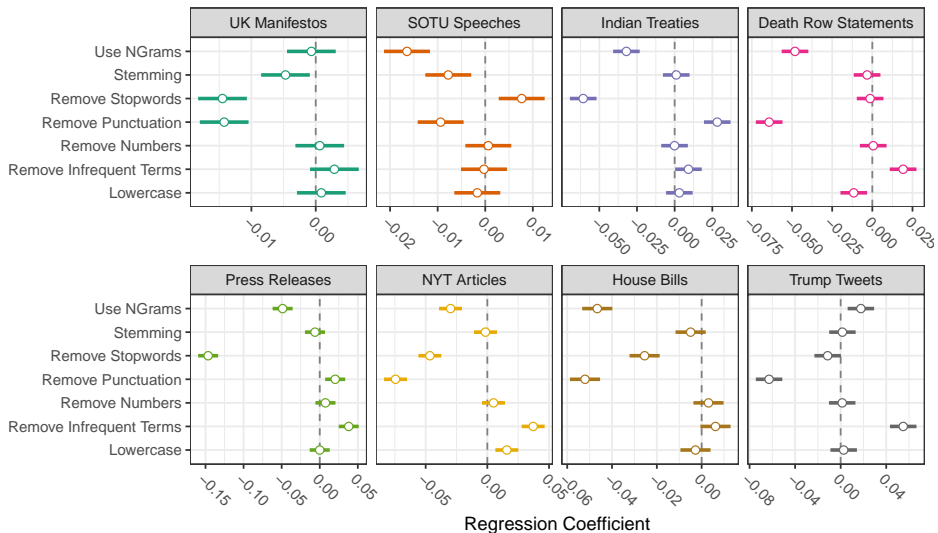 UK Manifestos SOTU Speeches Indian Treaties Death Row Statements
Use NGrams
Stemming
Remove Stopwords
Remove Punctuation
Remove Numbers
Remove Infrequent Terms
Lowercase
−0.01 0.00 −0.02 −0.01 0.00 0.01 −0.050 −0.025 0.000 0.025 −0.075 −0.050 −0.025 0.000 0.025
Press Releases NYT Articles House Bills Trump Tweets
Use NGrams
Stemming
Remove Stopwords
Remove Punctuation
Remove Numbers
Remove Infrequent Terms
Lowercase
−0.15 −0.10 −0.05 0.00 0.05 −0.05 0.00 0.05 −0.06 −0.04 −0.02 0.00 −0.08 −0.04 0.00 0.04
Regression Coefficient